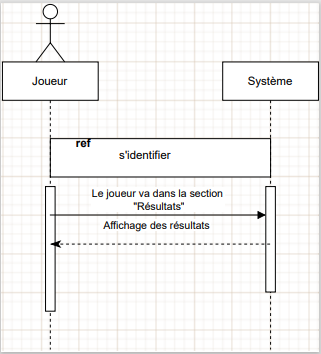 Joueur
Système
ref
s'identifier
Le joueur va dans la section
"Résultats"
Affichage des résultats